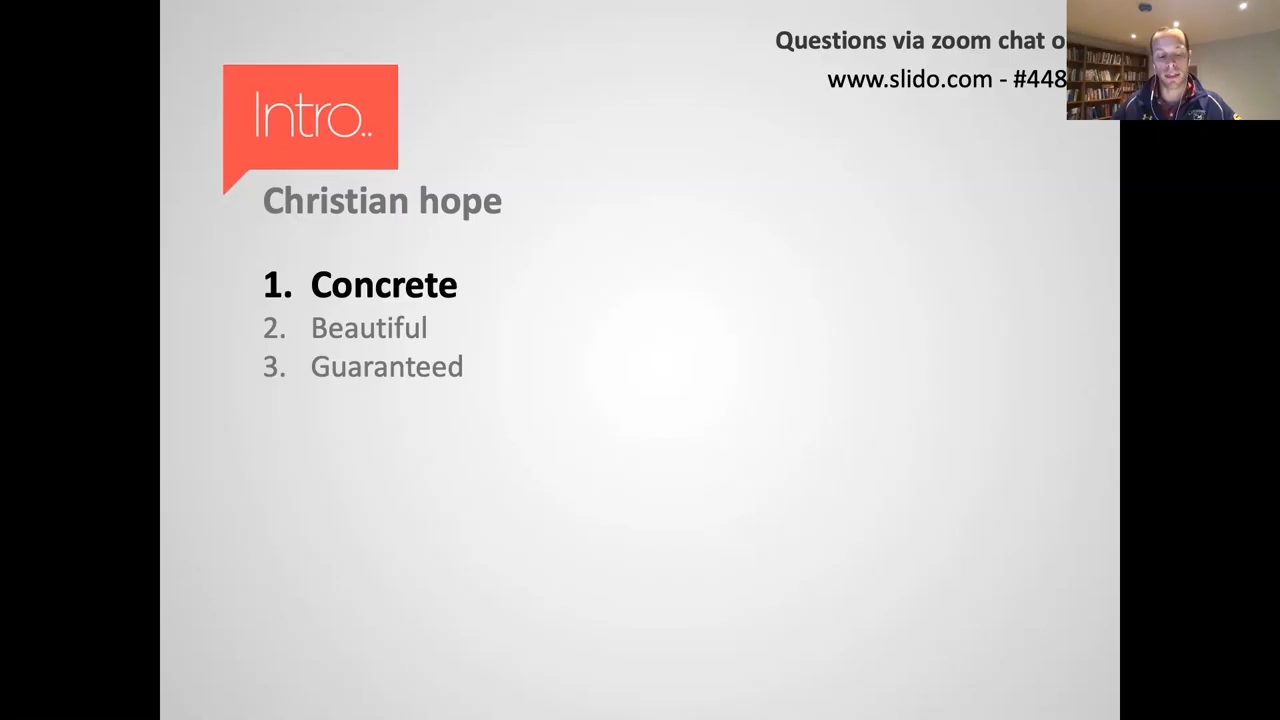 Questions via zoom chat o
www.slido.com - #448
Intro..
Christian hope
1. Concrete
2. Beautiful
3. Guaranteed